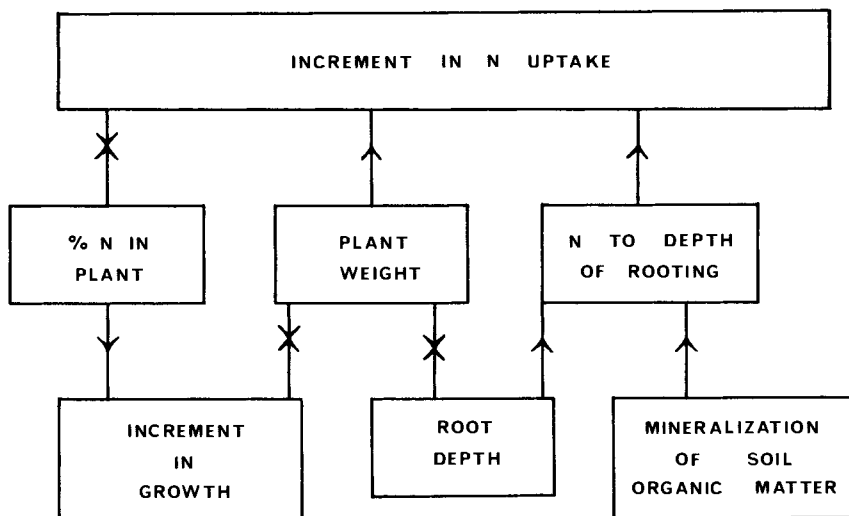 INCREMENT IN N UPTAKE
% N IN
PLANT
PLANT
WEIGHT
N TO DEPTH
OF ROOTING
INCREMENT
IN
GROWTH
ROOT
DEPTH
MINERALIZATION
OF SOIL
ORGANIC MATTER